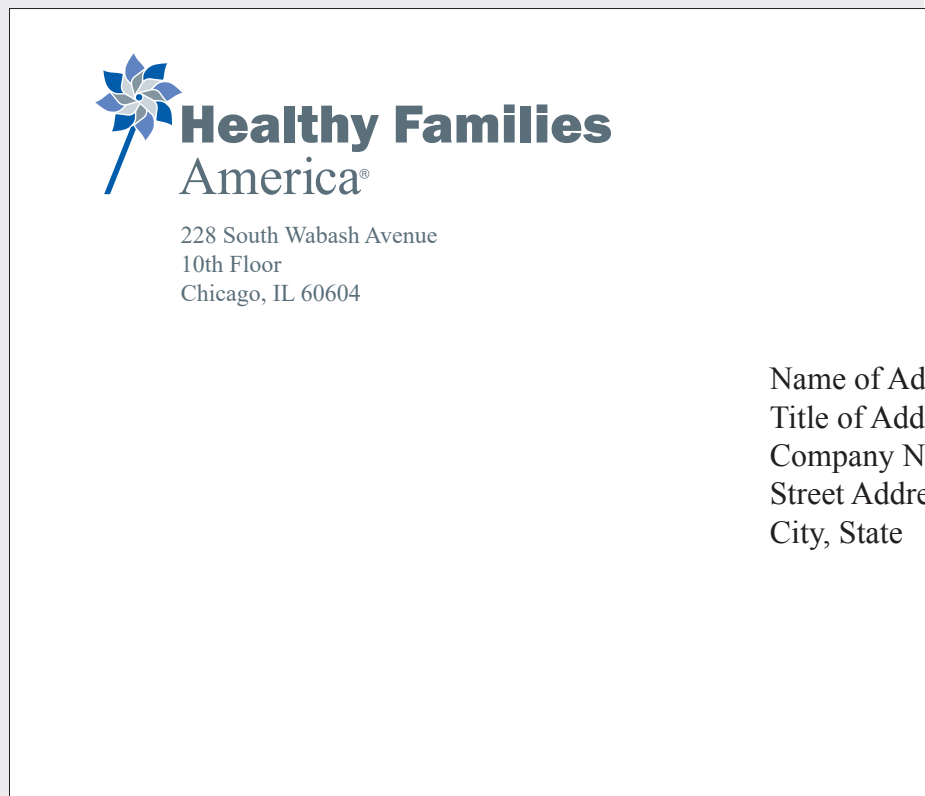 Healthy Families
America®
228 South Wabash Avenue
10th Floor
Chicago, IL 60604
Name of Ad
Title of Add
Company N
Street Addre
City, State